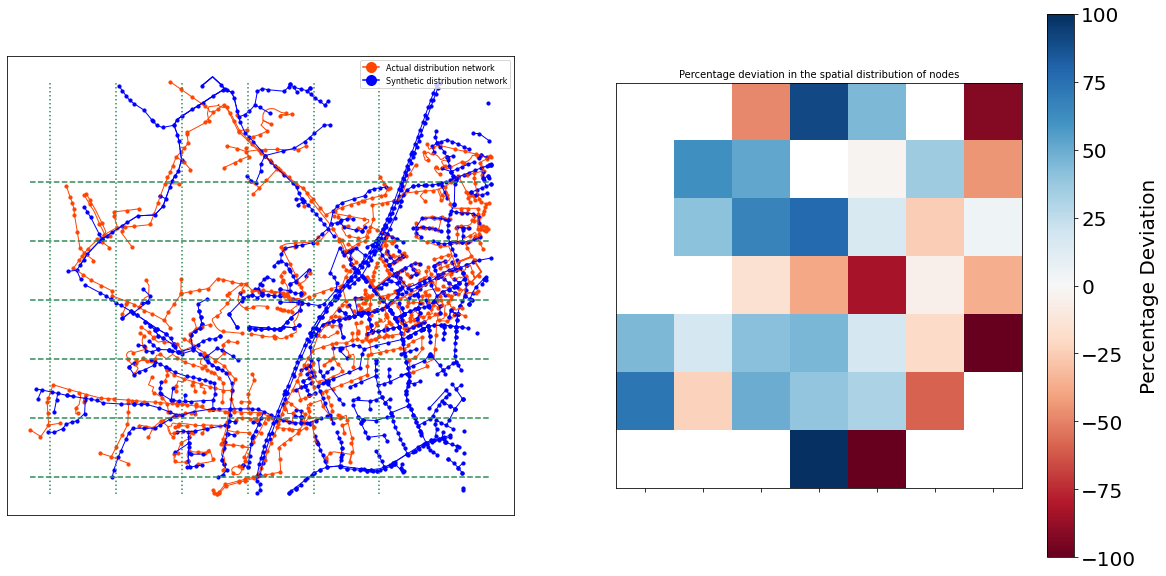 Actual distribution network
Synthetic distribution network
Percentage deviation in the spatial distribution of nodes
100
75
50
25
0
−25
−50
−75
−100
Percentage Deviation